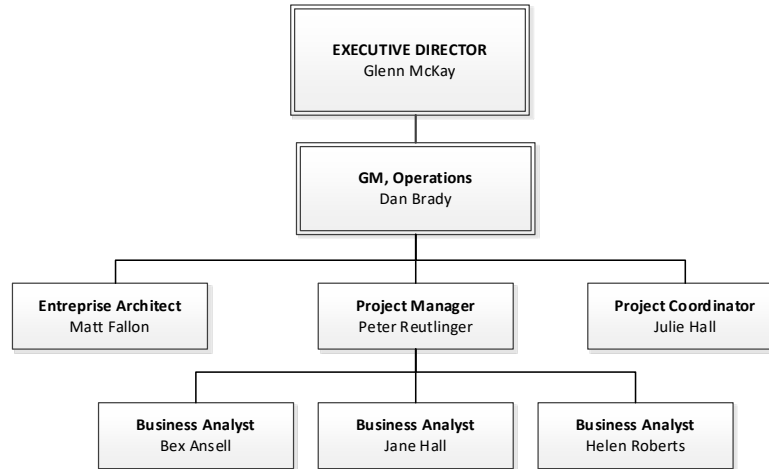 EXECUTIVE DIRECTOR
Glenn McKay
GM, Operations
Dan Brady
Entreprise Architect
Matt Fallon
Project Manager
Peter Reutlinger
Project Coordinator
Julie Hall
Business Analyst
Bex Ansell
Business Analyst
Jane Hall
Business Analyst
Helen Roberts